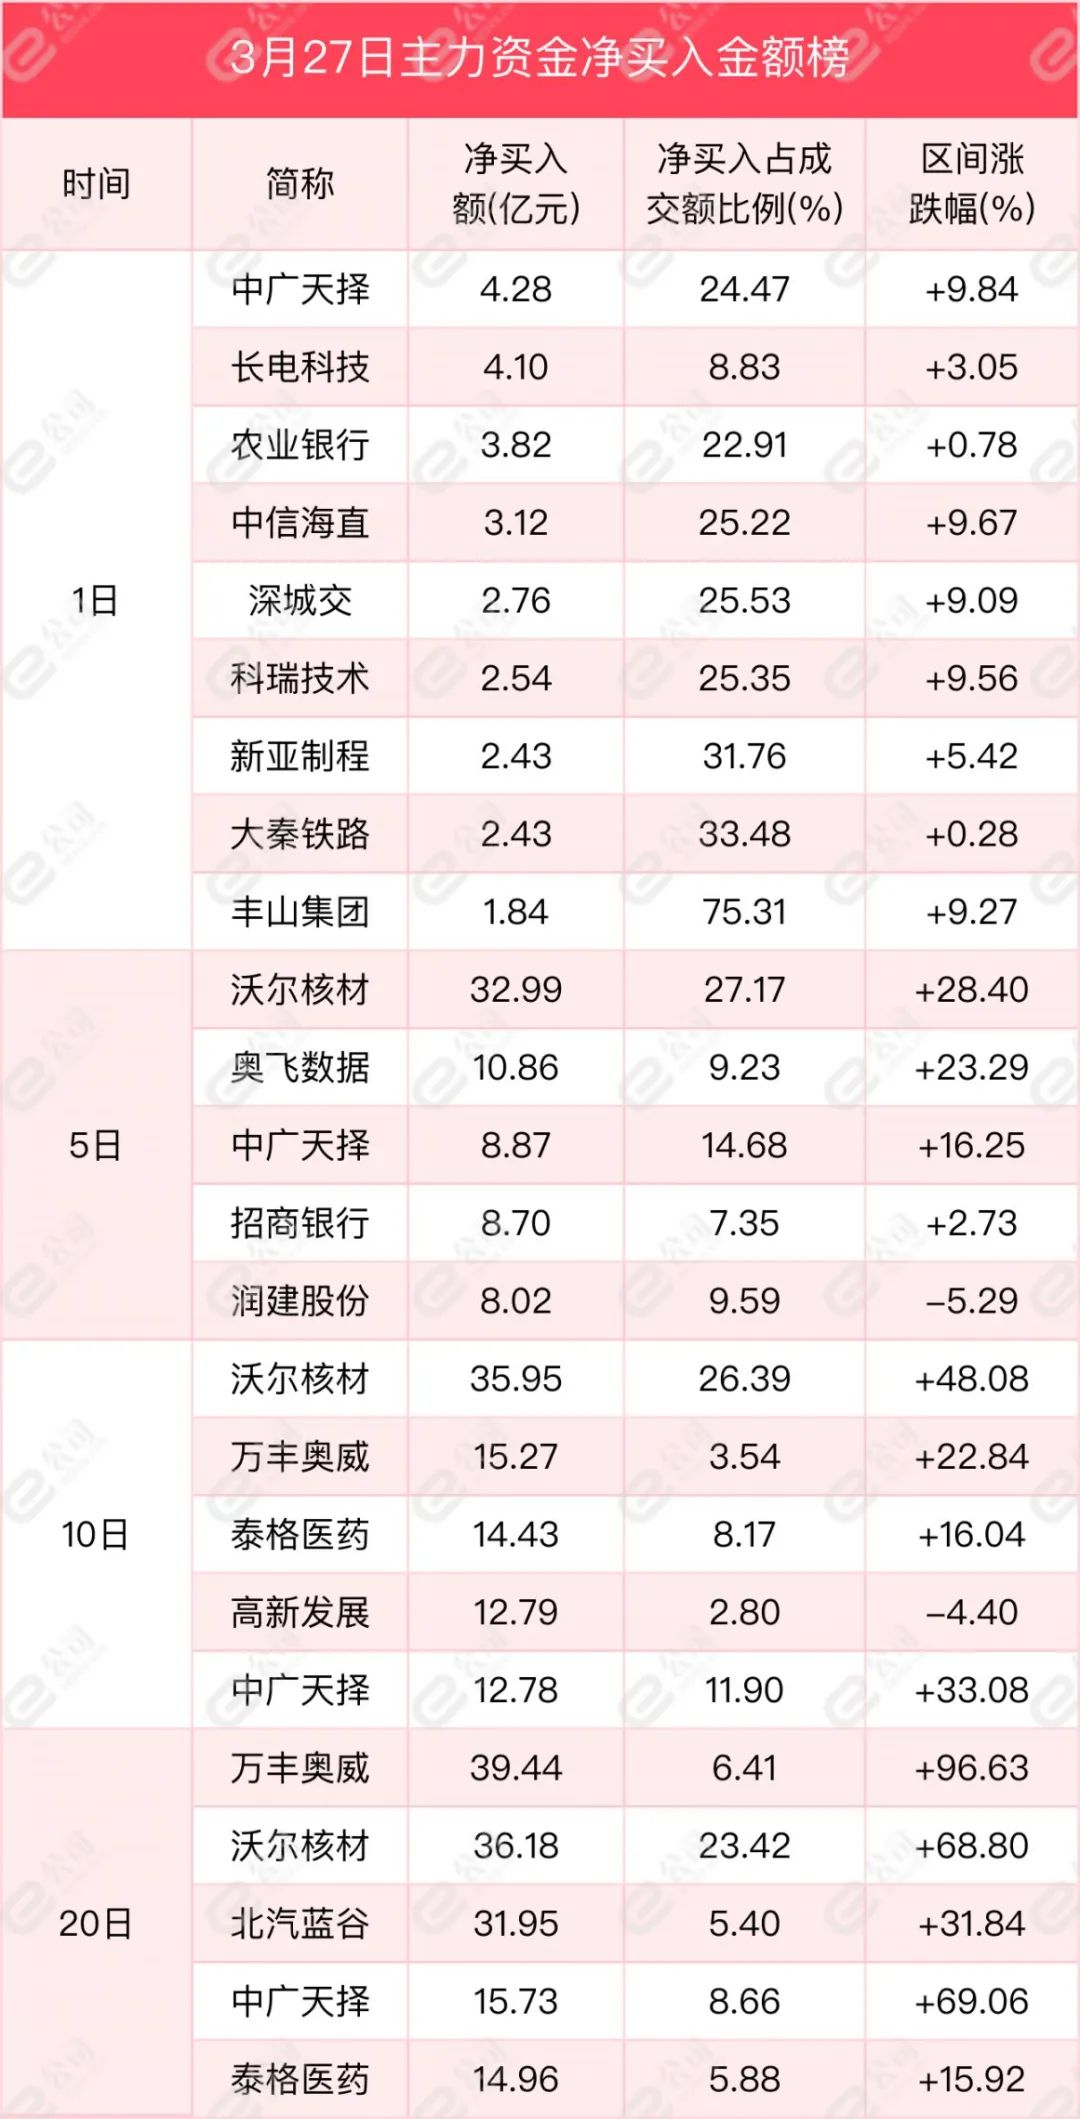 3月27日主力资金净买入金额榜
时间 简称 净买入额(亿元) 净买入占成交额比例(%) 区间涨跌幅(%)
1日
中广天择 4.28 24.47 +9.84
长电科技 4.10 8.83 +3.05
农业银行 3.82 22.91 +0.78
中信海直 3.12 25.22 +9.67
深城交 2.76 25.53 +9.09
科瑞技术 2.54 25.35 +9.56
新亚制程 2.43 31.76 +5.42
大秦铁路 2.43 33.48 +0.28
丰山集团 1.84 75.31 +9.27
5日
沃尔核材 32.99 27.17 +28.40
奥飞数据 10.86 9.23 +23.29
中广天择 8.87 14.68 +16.25
招商银行 8.70 7.35 +2.73
润建股份 8.02 9.59 -5.29
10日
沃尔核材 35.95 26.39 +48.08
万丰奥威 15.27 3.54 +22.84
泰格医药 14.43 8.17 +16.04
高新发展 12.79 2.80 -4.40
中广天择 12.78 11.90 +33.08
20日
万丰奥威 39.44 6.41 +96.63
沃尔核材 36.18 23.42 +68.80
北汽蓝谷 31.95 5.40 +31.84
中广天择 15.73 8.66 +69.06
泰格医药 14.96 5.88 +15.92